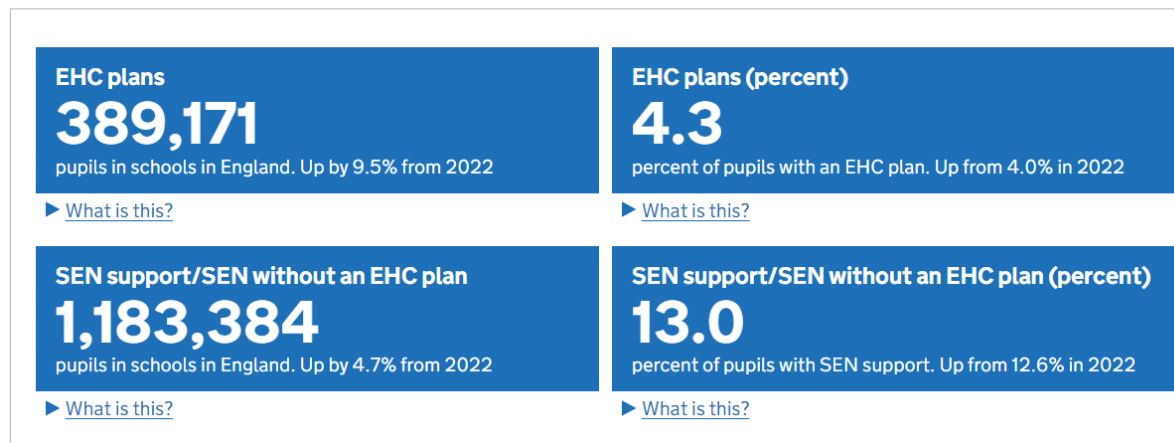 EHC plans
389,171
pupils in schools in England. Up by 9.5% from 2022
What is this?
EHC plans (percent)
4.3
percent of pupils with an EHC plan. Up from 4.0% in 2022
What is this?
SEN support/SEN without an EHC plan
1,183,384
pupils in schools in England. Up by 4.7% from 2022
What is this?
SEN support/SEN without an EHC plan (percent)
13.0
percent of pupils with SEN support. Up from 12.6% in 2022
What is this?